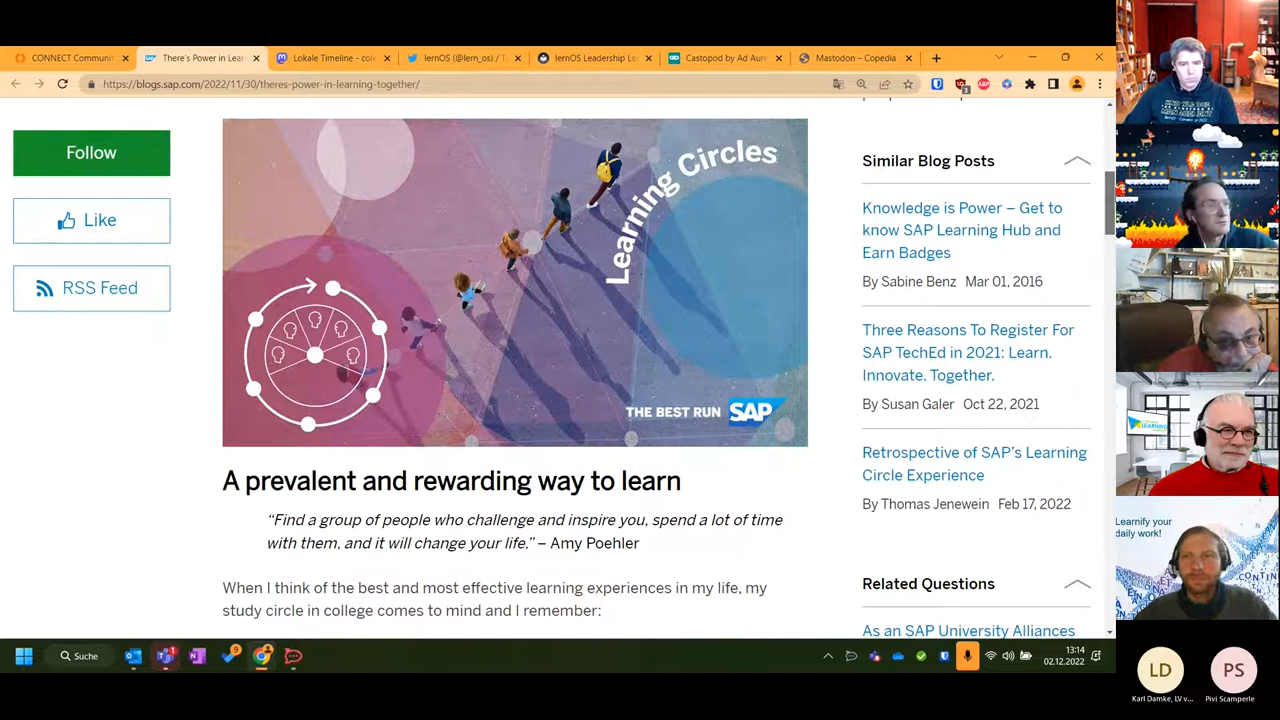 CONNECT Communi
There's Power in Lea
Lokale Timeline - col
lernOS (@lern_os) / T
lernOS Leadership Le
Castopod by Ad Aure
Mastodon – Copedia
https://blogs.sap.com/2022/11/30/theres-power-in-learning-together/
Follow
Like
RSS Feed
Learning Circles
THE BEST RUN SAP
A prevalent and rewarding way to learn
“Find a group of people who challenge and inspire you, spend a lot of time
with them, and it will change your life.” – Amy Poehler
When I think of the best and most effective learning experiences in my life, my
study circle in college comes to mind and I remember:
Similar Blog Posts
Knowledge is Power – Get to
know SAP Learning Hub and
Earn Badges
By Sabine Benz Mar 01, 2016
Three Reasons To Register For
SAP TechEd in 2021: Learn.
Innovate. Together.
By Susan Galer Oct 22, 2021
Retrospective of SAP’s Learning
Circle Experience
By Thomas Jenewein Feb 17, 2022
Related Questions
As an SAP University Alliances
Suche
13:14
02.12.2022
LEARNING
Learnify your
daily work!
LD
Karl Damke, LV v...
PS
Pivi Scamperle